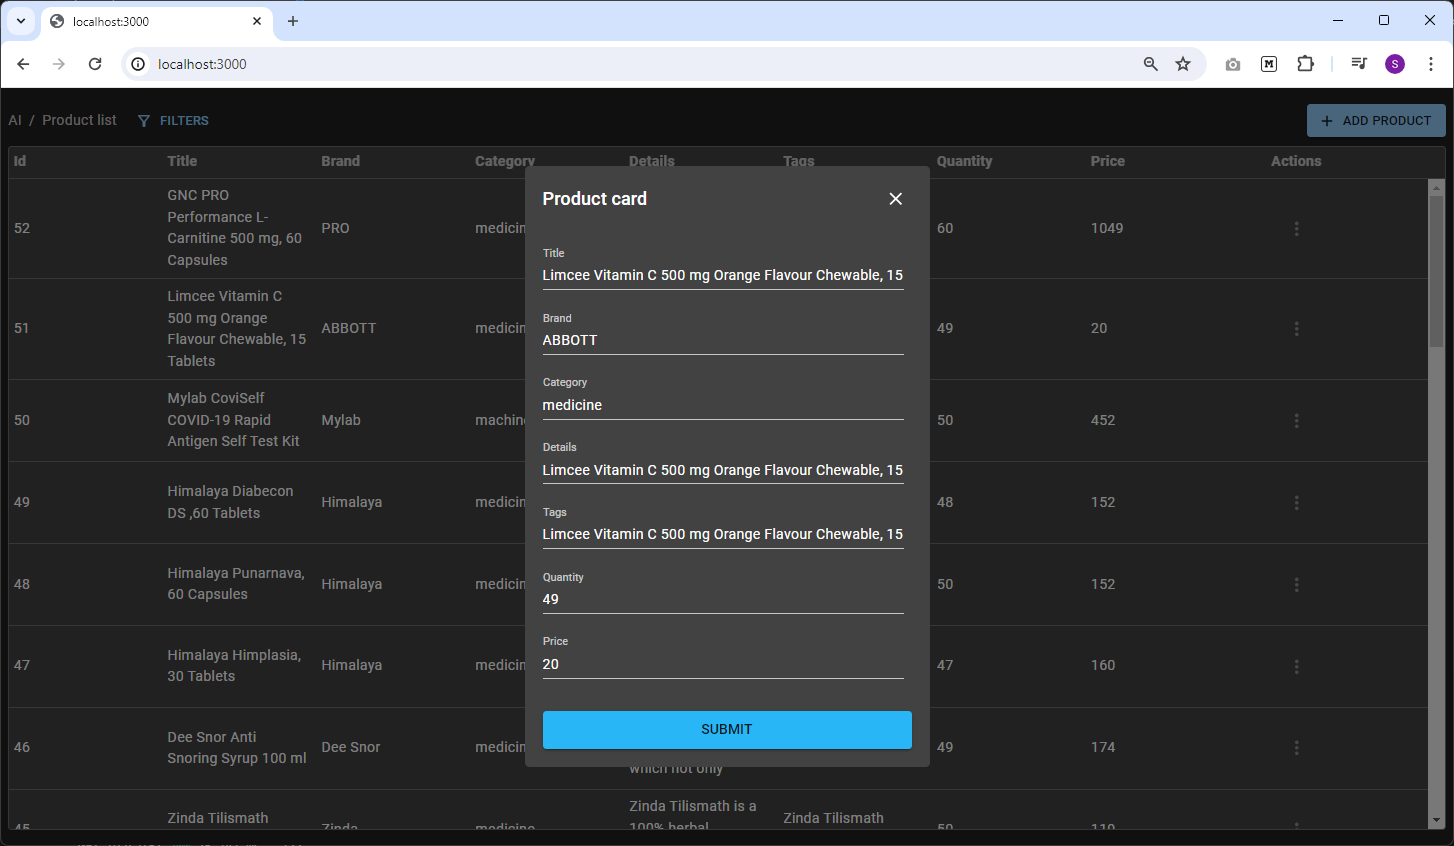 localhost:3000
localhost:3000
S
AI / Product list FILTERS
ADD PRODUCT
Id Title Brand Category Details Tags Quantity Price Actions
52
GNC PRO
Performance L-
Carnitine 500 mg, 60
Capsules
PRO
medicin
60
1049
51
Limcee Vitamin C
500 mg Orange
Flavour Chewable, 15
Tablets
ABBOTT
medicin
49
20
50
Mylab CoviSelf
COVID-19 Rapid
Antigen Self Test Kit
Mylab
machine
50
452
49
Himalaya Diabecon
DS ,60 Tablets
Himalaya
medicin
48
152
48
Himalaya Punarnava,
60 Capsules
Himalaya
medicin
50
152
47
Himalaya Himplasia,
30 Tablets
Himalaya
medicin
47
160
46
Dee Snor Anti
Snoring Syrup 100 ml
Dee Snor
medicin
which not only
49
174
45
Zinda Tilismath
Zinda
medicine
Zinda Tilismath is a
100% herbal
Zinda Tilismath
50
110
Product card
Title
Limcee Vitamin C 500 mg Orange Flavour Chewable, 15
Brand
ABBOTT
Category
medicine
Details
Limcee Vitamin C 500 mg Orange Flavour Chewable, 15
Tags
Limcee Vitamin C 500 mg Orange Flavour Chewable, 15
Quantity
49
Price
20
SUBMIT